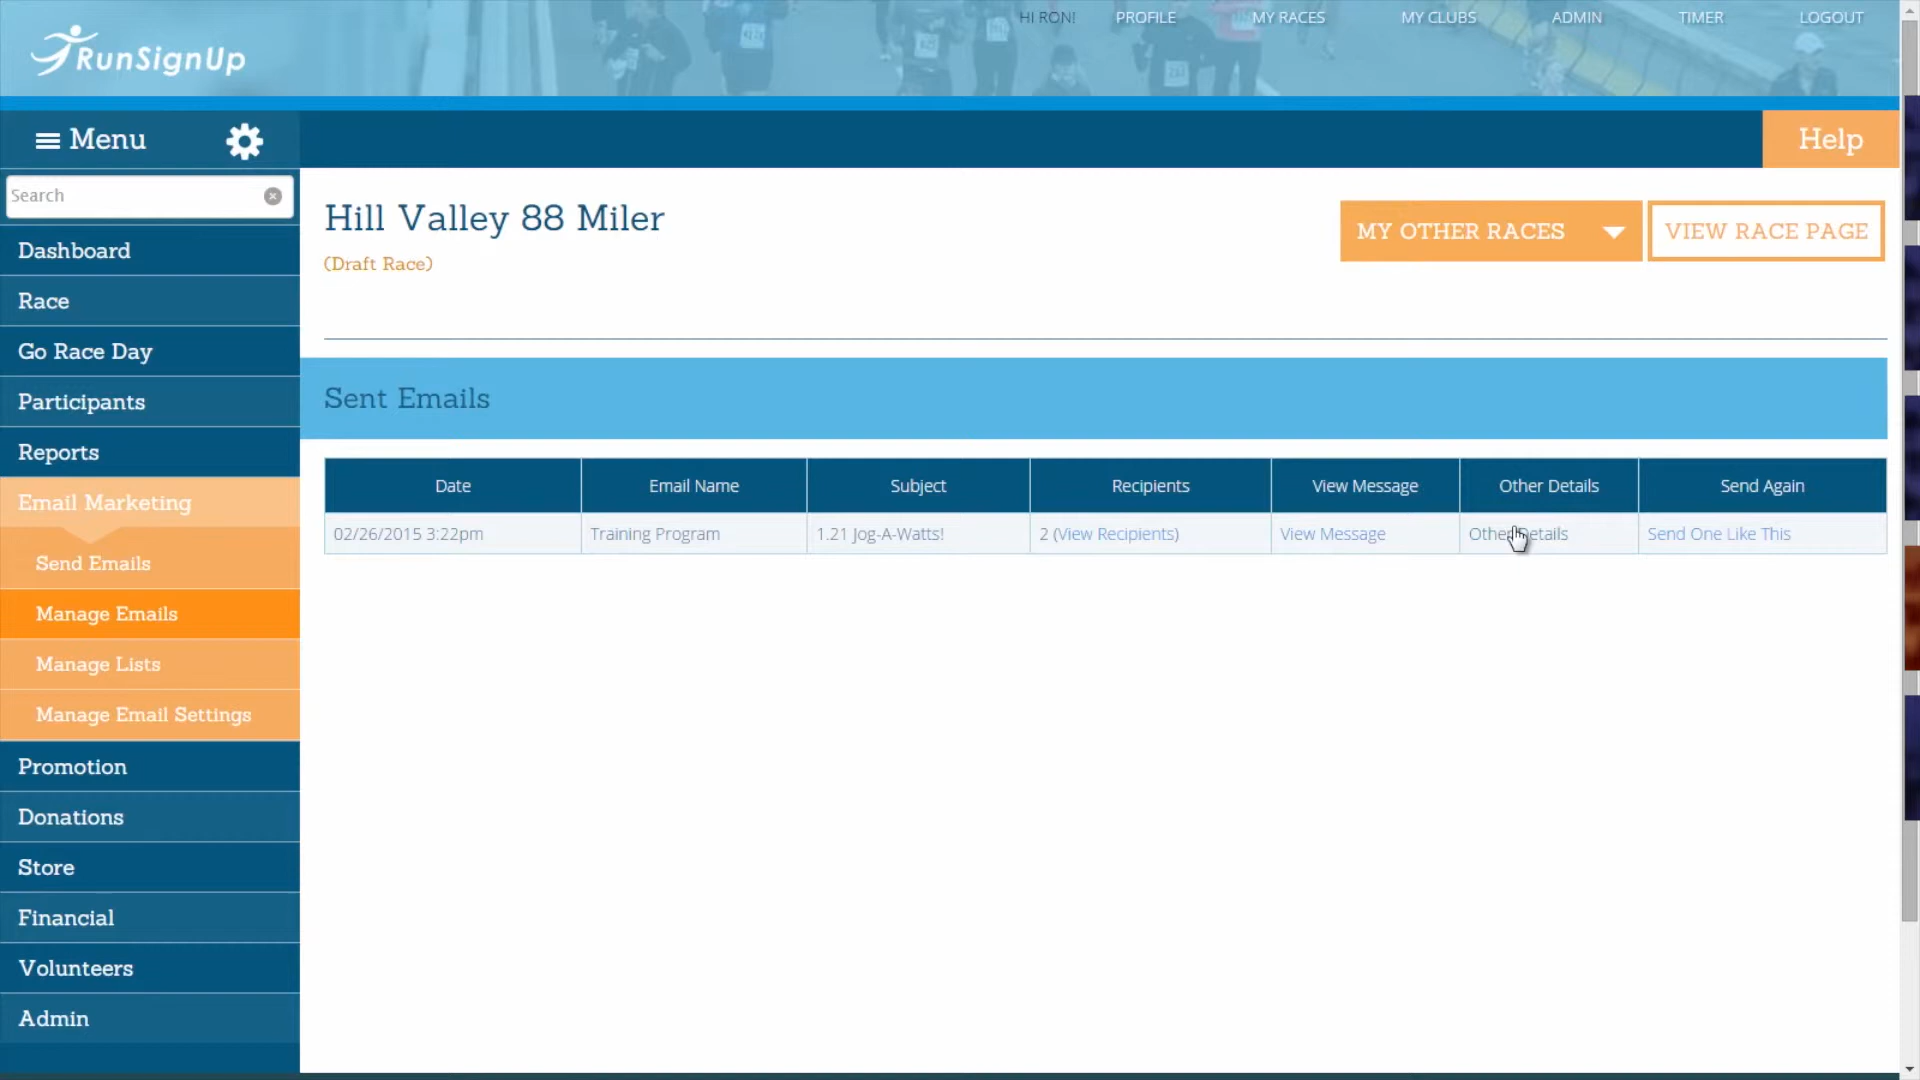 HI RON!
PROFILE
MY RACES
MY CLUBS
ADMIN
TIMER
LOGOUT
RunSignUp
Menu
Help
Search
Hill Valley 88 Miler
(Draft Race)
MY OTHER RACES
VIEW RACE PAGE
Dashboard
Race
Go Race Day
Participants
Reports
Email Marketing
Send Emails
Manage Emails
Manage Lists
Manage Email Settings
Promotion
Donations
Store
Financial
Volunteers
Admin
Sent Emails
Date Email Name Subject Recipients View Message Other Details Send Again
02/26/2015 3:22pm Training Program 1.21 Jog-A-Watts! 2 (View Recipients) View Message Other Details Send One Like This